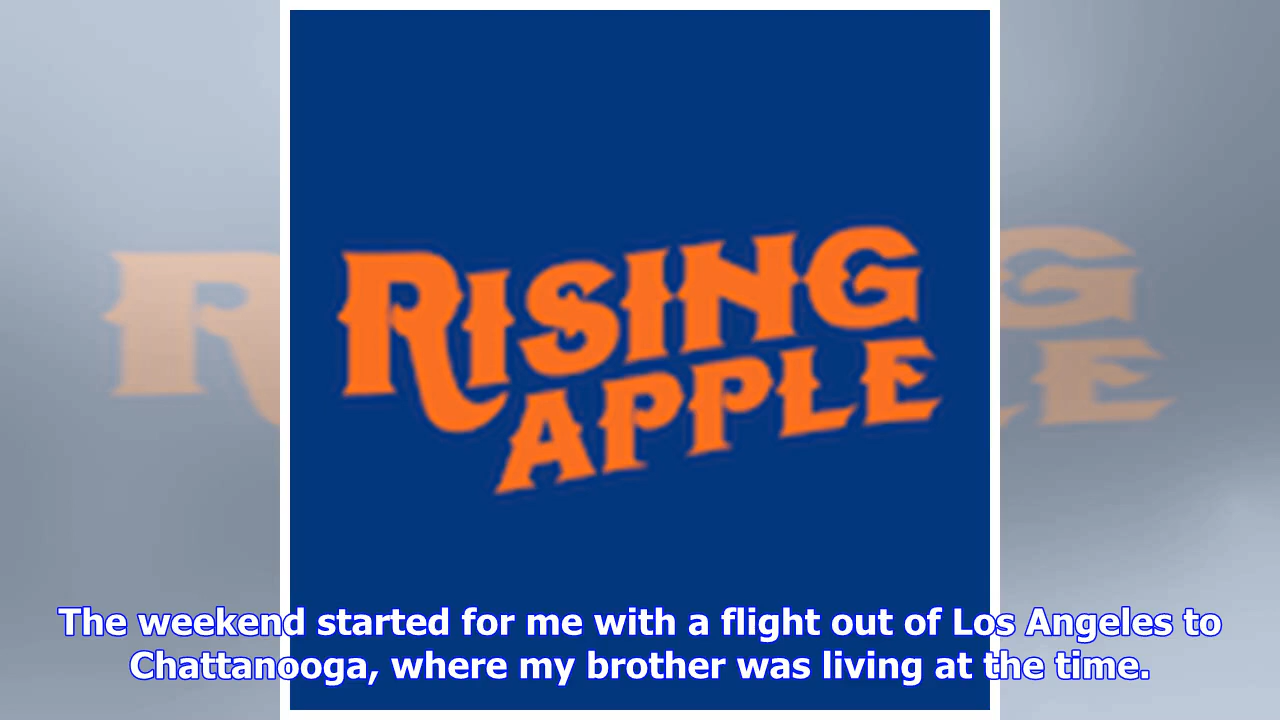 RISING
APPLE
The weekend started for me with a flight out of Los Angeles to
Chattanooga, where my brother was living at the time.